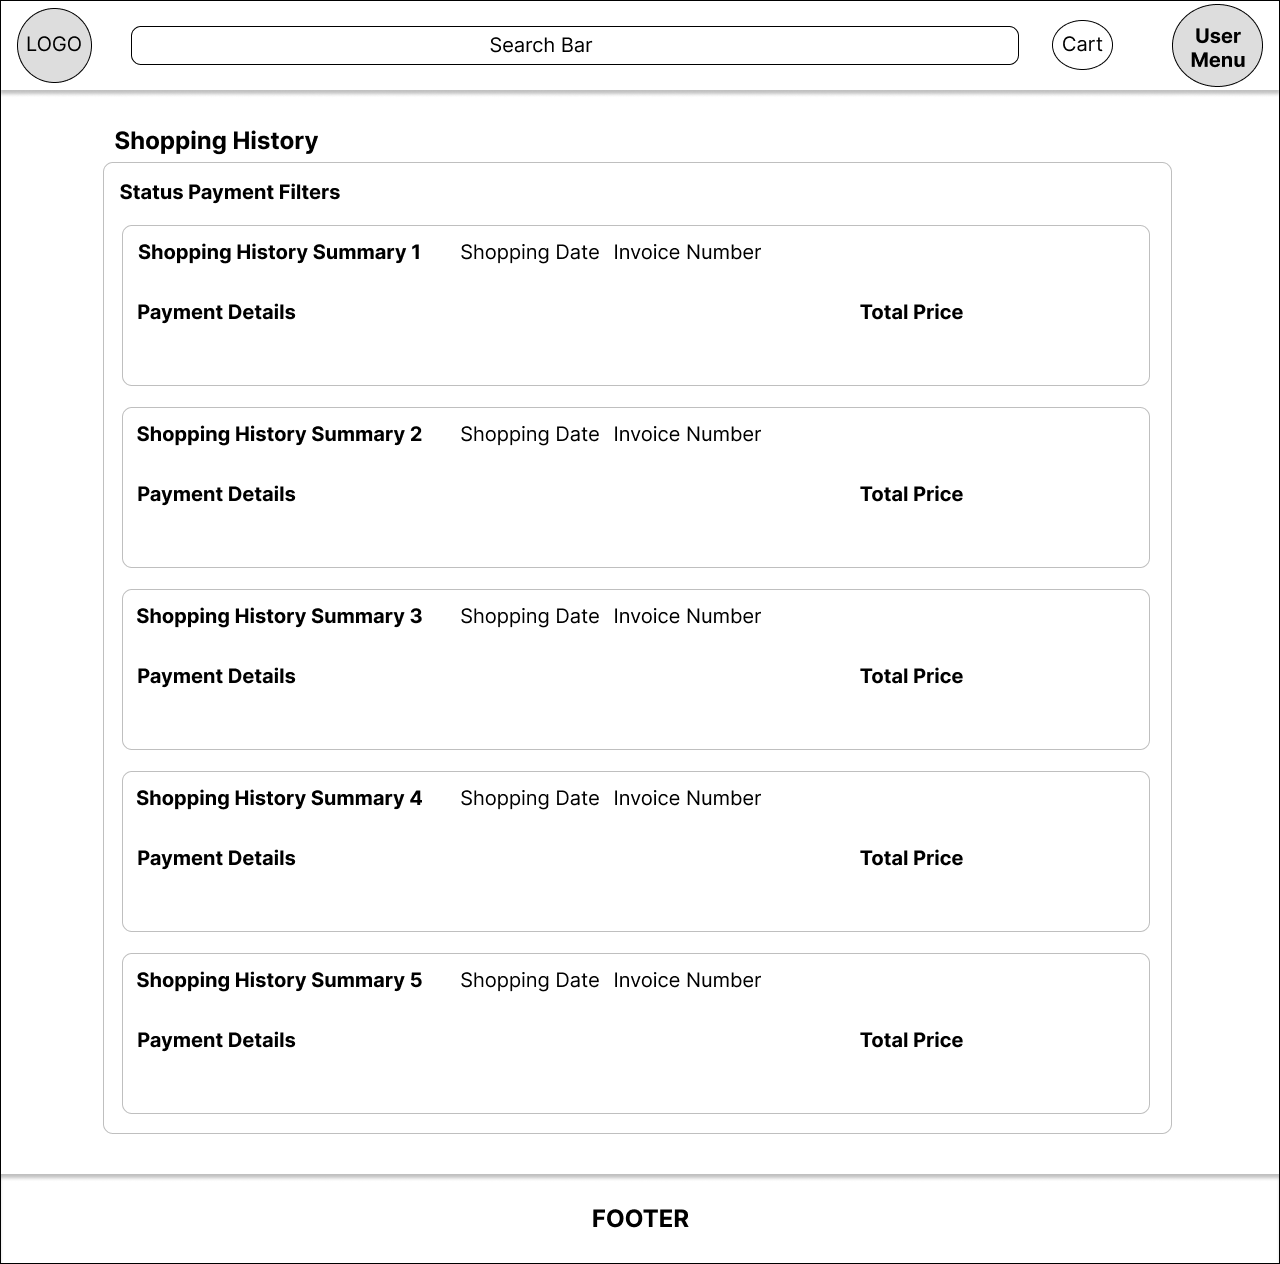 LOGO
Search Bar
Cart
User
Menu
Shopping History
Status Payment Filters
Shopping History Summary 1 Shopping Date Invoice Number
Payment Details Total Price
Shopping History Summary 2 Shopping Date Invoice Number
Payment Details Total Price
Shopping History Summary 3 Shopping Date Invoice Number
Payment Details Total Price
Shopping History Summary 4 Shopping Date Invoice Number
Payment Details Total Price
Shopping History Summary 5 Shopping Date Invoice Number
Payment Details Total Price
FOOTER